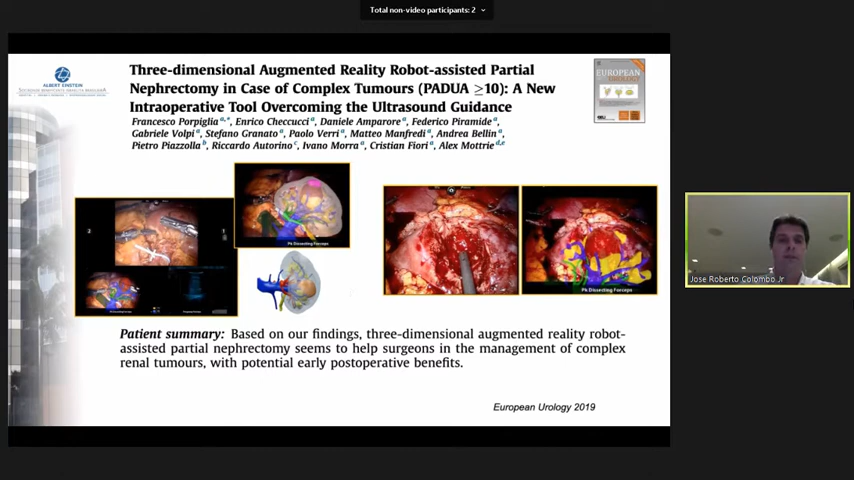 Total non-video participants: 2
ALBERT EINSTEIN
Three-dimensional Augmented Reality Robot-assisted Partial
Nephrectomy in Case of Complex Tumours (PADUA ≥10): A New
Intraoperative Tool Overcoming the Ultrasound Guidance
Francesco Porpiglia a,*, Enrico Checcucci a, Daniele Amparore a, Federico Piramide a,
Gabriele Volpi a, Stefano Granato a, Paolo Verri a, Matteo Manfredi a, Andrea Bellin a,
Pietro Piazzolla b, Riccardo Autorino c, Ivano Morra a, Cristian Fiori a, Alex Mottrie d,e
EUROPEAN
UROLOGY
2
1
Pk Dissecting Forceps
Pk Dissecting Forceps
Patient summary: Based on our findings, three-dimensional augmented reality robot-
assisted partial nephrectomy seems to help surgeons in the management of complex
renal tumours, with potential early postoperative benefits.
European Urology 2019
Jose Roberto Colombo Jr